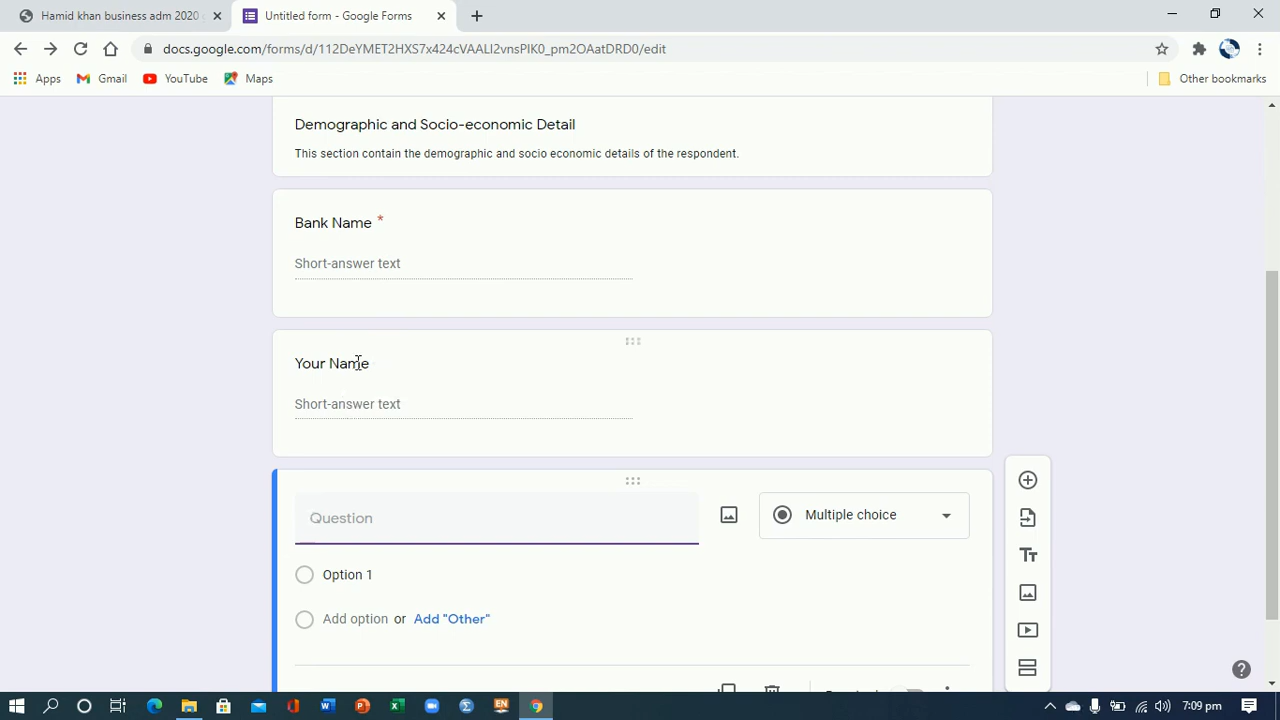 Hamid khan business adm 2020
Untitled form - Google Forms
docs.google.com/forms/d/112DeYMET2HXS7x424cVAALI2vnsPlK0_pm2OAatDRD0/edit
Apps
Gmail
YouTube
Maps
Other bookmarks
Demographic and Socio-economic Detail
This section contain the demographic and socio economic details of the respondent.
Bank Name *
Short-answer text
Your Name
Short-answer text
Question
Multiple choice
Option 1
Add option or Add "Other"
7:09 pm